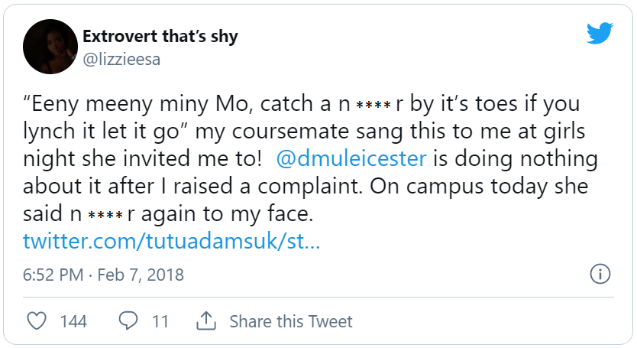 Extrovert that's shy
@lizzieesa
“Eeny meeny miny Mo, catch a n****r by it’s toes if you
lynch it let it go” my coursemate sang this to me at girls
night she invited me to! @dmuleicester is doing nothing
about it after I raised a complaint. On campus today she
said n****r again to my face.
twitter.com/tutuadamsuk/st…
6:52 PM · Feb 7, 2018
144 11 Share this Tweet